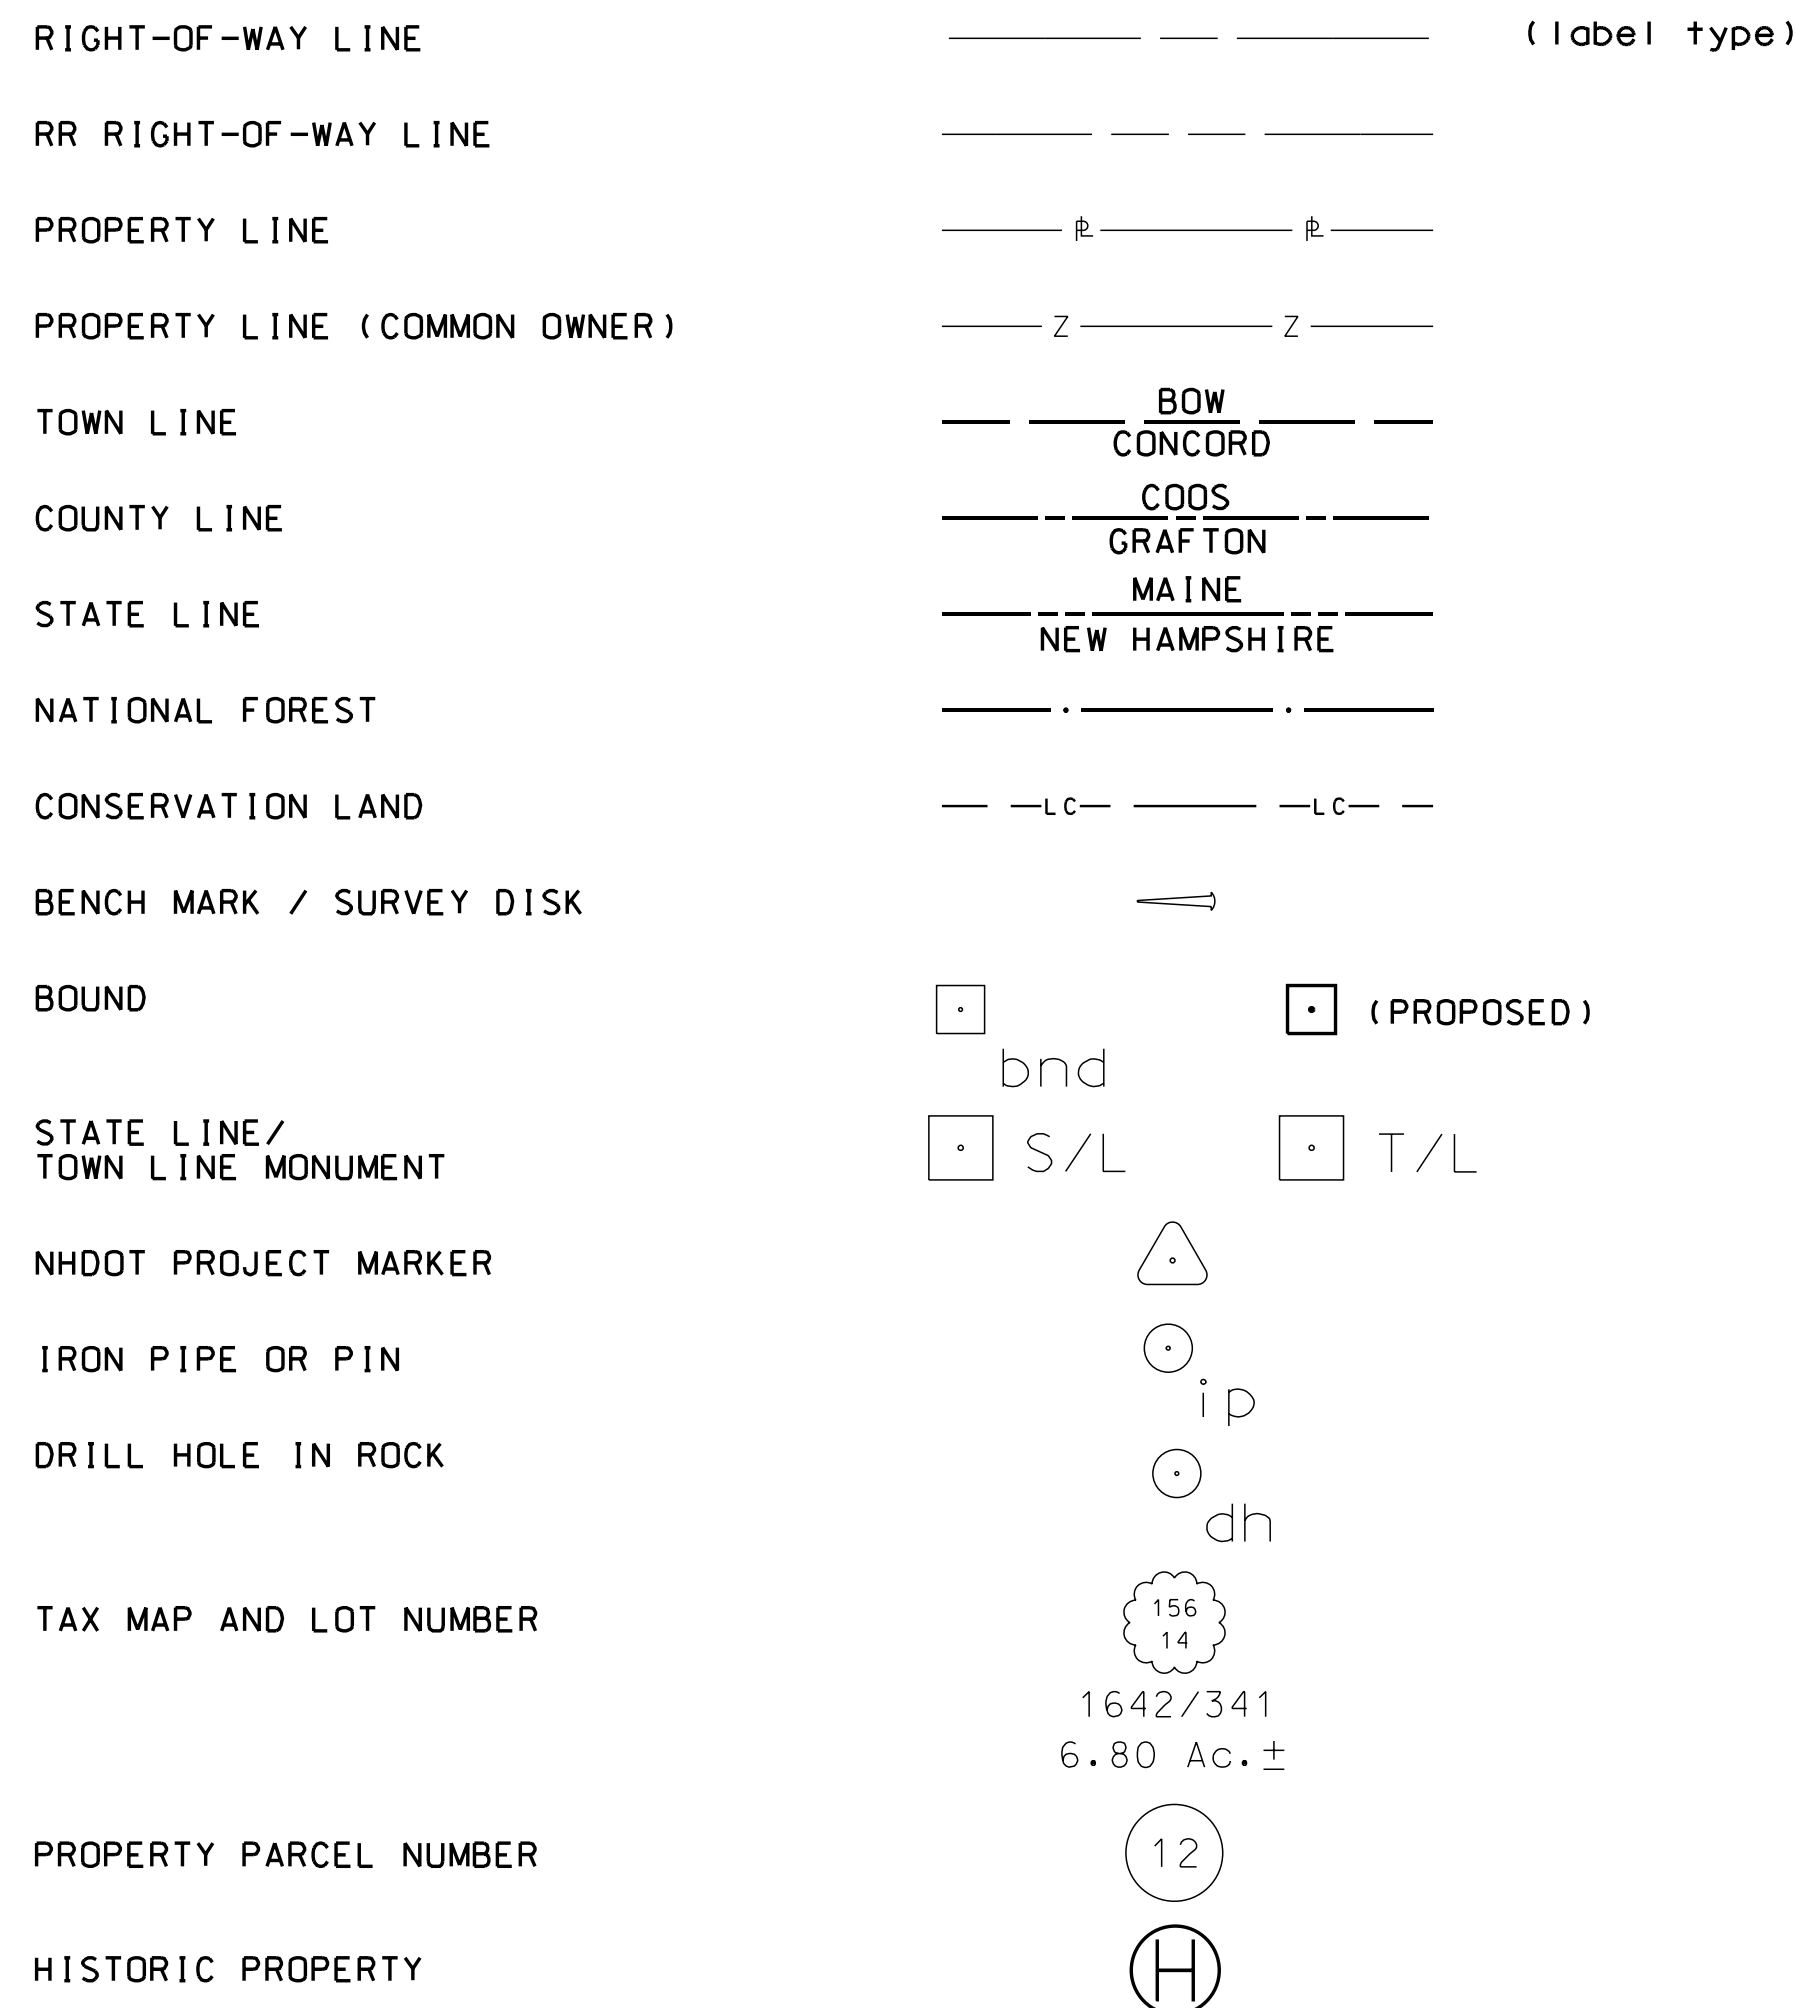 RIGHT-OF-WAY LINE (label type)
RR RIGHT-OF-WAY LINE
PROPERTY LINE PL PL
PROPERTY LINE (COMMON OWNER) Z Z
BOW
TOWN LINE
CONCORD
COOS
COUNTY LINE
GRAFTON
MAINE
STATE LINE
NEW HAMPSHIRE
NATIONAL FOREST
CONSERVATION LAND LC LC
BENCH MARK / SURVEY DISK
BOUND (PROPOSED)
bnd
STATE LINE/
TOWN LINE MONUMENT S/L T/L
NHDOT PROJECT MARKER
IRON PIPE OR PIN
ip
DRILL HOLE IN ROCK
dh
TAX MAP AND LOT NUMBER
156
14
1642/341
6.80 Ac.±
PROPERTY PARCEL NUMBER 12
HISTORIC PROPERTY H